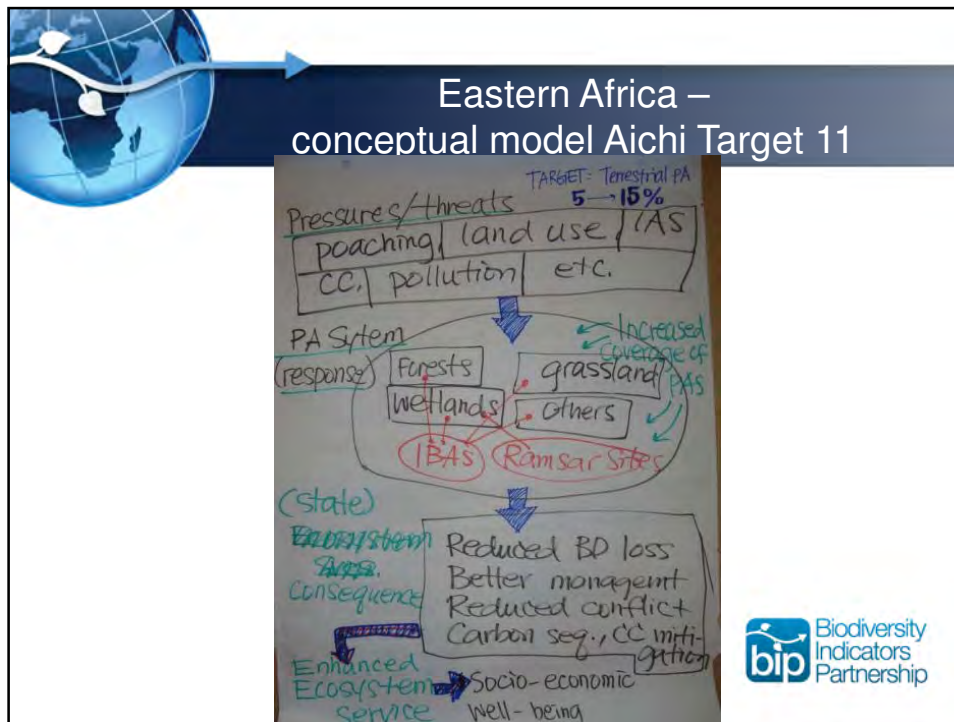 Eastern Africa –
conceptual model Aichi Target 11
TARGET: Terrestrial PA
5 → 15%
Pressures/threats
poaching land use IAS
CC. pollution etc.
PA Sytem
(response)
Increased
coverage of
PAs
Forests
grassland
Wetlands
others
IBAs Ramsar Sites
(State)
Consequence
Reduced BD loss
Better managemt
Reduced conflict
Carbon seq., CC miti-
gation
Enhanced
Ecosystem
Service
Socio-economic
Well-being
bip Biodiversity
Indicators
Partnership